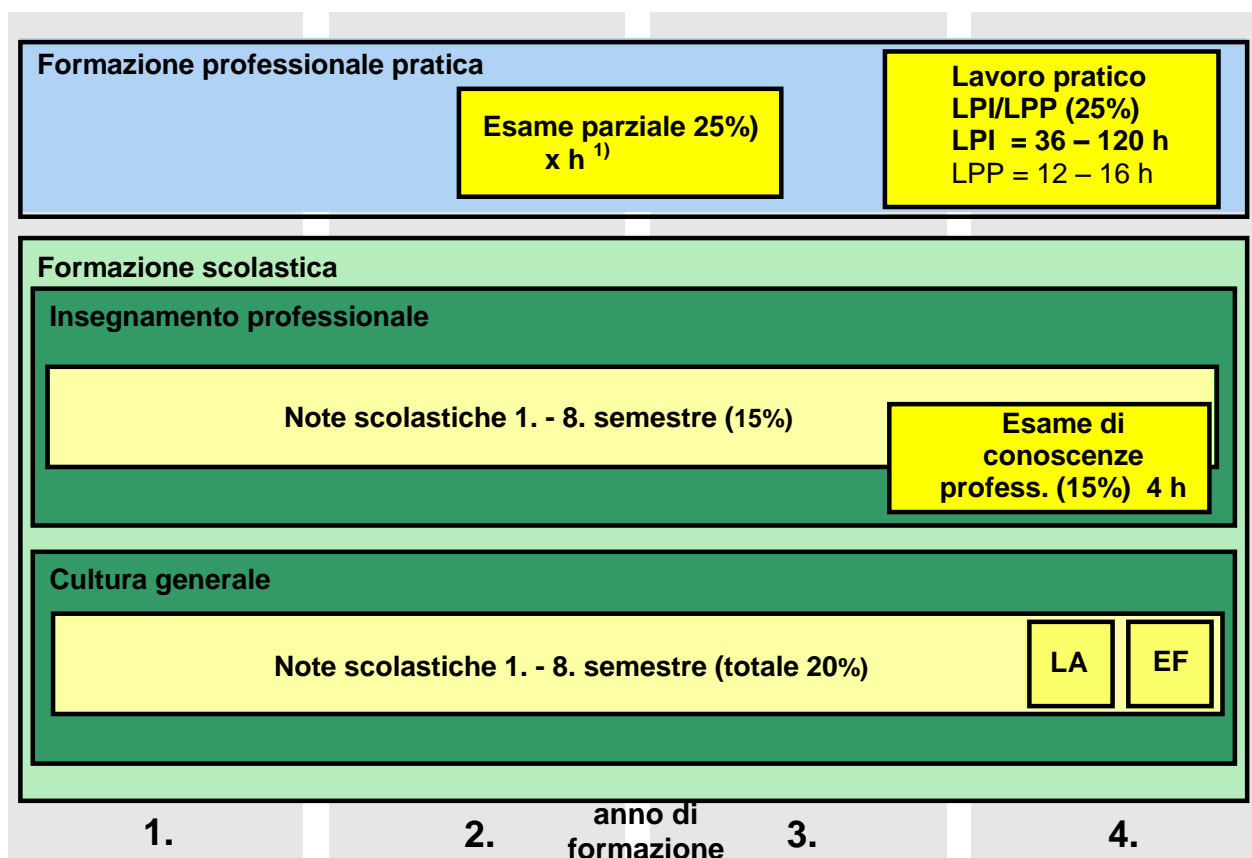 Formazione professionale pratica
Esame parziale 25%)
x h 1)
Lavoro pratico
LPI/LPP (25%)
LPI = 36 – 120 h
LPP = 12 – 16 h
Formazione scolastica
Insegnamento professionale
Note scolastiche 1. - 8. semestre (15%)
Esame di
conoscenze
profess. (15%) 4 h
Cultura generale
Note scolastiche 1. - 8. semestre (totale 20%)
LA
EF
1.
2.
anno di
formazione
3.
4.